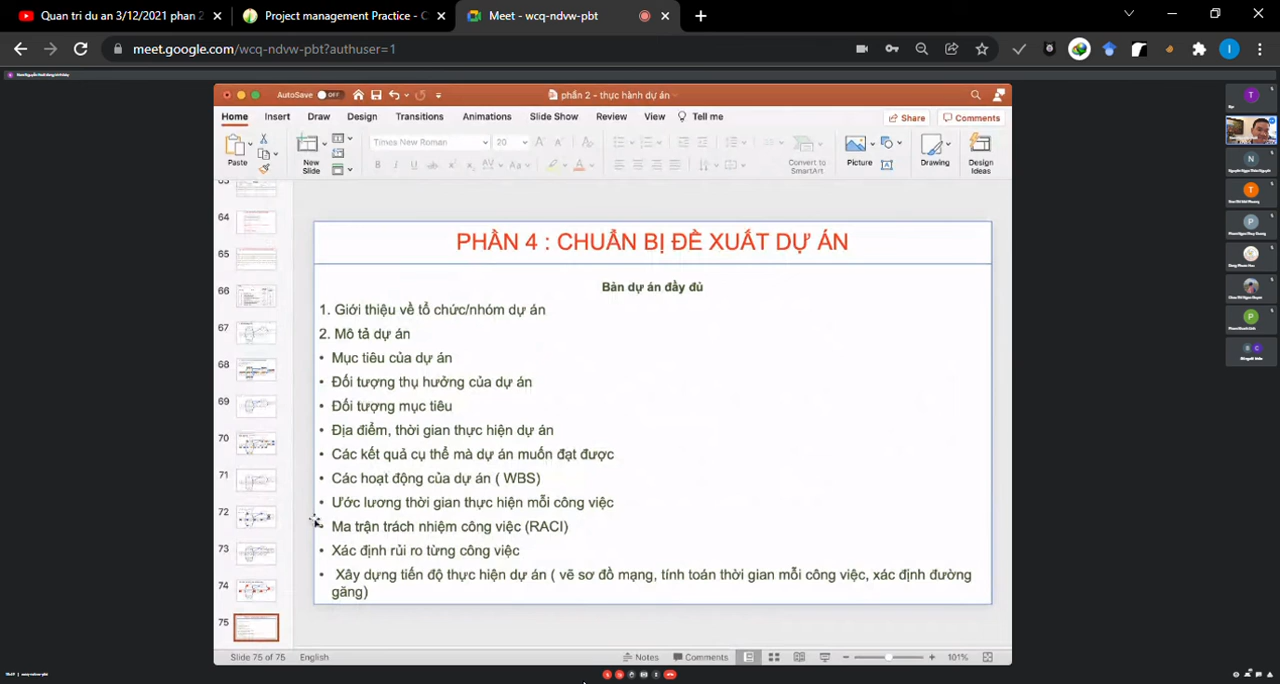 Quan tri du an 3/12/2021 phan 2
Project management Practice - C
Meet - wcq-ndvw-pbt
meet.google.com/wcq-ndvw-pbt?authuser=1
I
AutoSave OFF
phần 2 - thực hành dự án
Home Insert Draw Design Transitions Animations Slide Show Review View Tell me
Share Comments
Paste
New Slide
Times New Roman 20
Convert to SmartArt
Picture
Drawing
Design Ideas
64
65
66
67
68
69
70
71
72
73
74
75
PHẦN 4 : CHUẨN BỊ ĐỀ XUẤT DỰ ÁN
Bản dự án đầy đủ
1. Giới thiệu về tổ chức/nhóm dự án
2. Mô tả dự án
• Mục tiêu của dự án
• Đối tượng thụ hưởng của dự án
• Đối tượng mục tiêu
• Địa điểm, thời gian thực hiện dự án
• Các kết quả cụ thể mà dự án muốn đạt được
• Các hoạt động của dự án ( WBS)
• Ước lương thời gian thực hiện mỗi công việc
• Ma trận trách nhiệm công việc (RACI)
• Xác định rủi ro từng công việc
• Xây dựng tiến độ thực hiện dự án ( vẽ sơ đồ mạng, tính toán thời gian mỗi công việc, xác định đường
găng)
Slide 75 of 75 English
Notes Comments 101%
T
N
T
P
P
B C